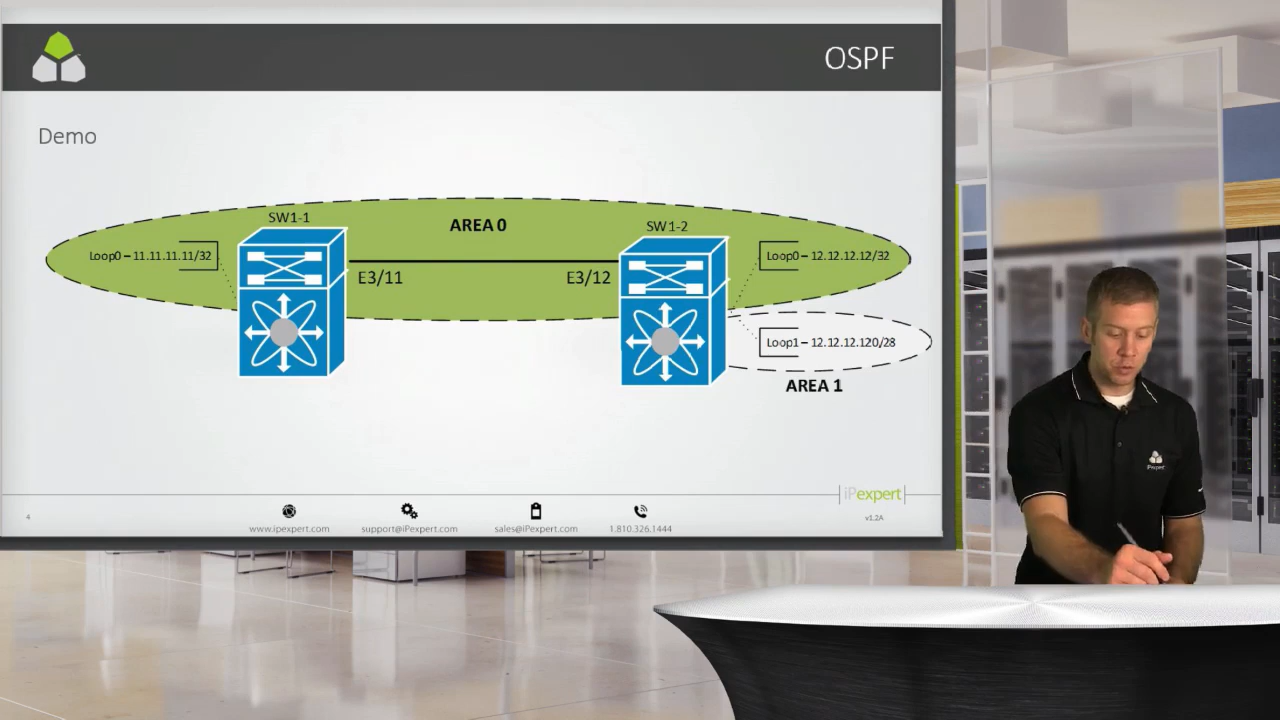 OSPF
Demo
SW1-1
AREA 0
SW1-2
Loop0 – 11.11.11.11/32
Loop0 – 12.12.12.12/32
E3/11
E3/12
Loop1 – 12.12.12.120/28
AREA 1
iPexpert
4
www.ipexpert.com
support@iPexpert.com
sales@iPexpert.com
1.810.326.1444
v1.2A
iPexpert